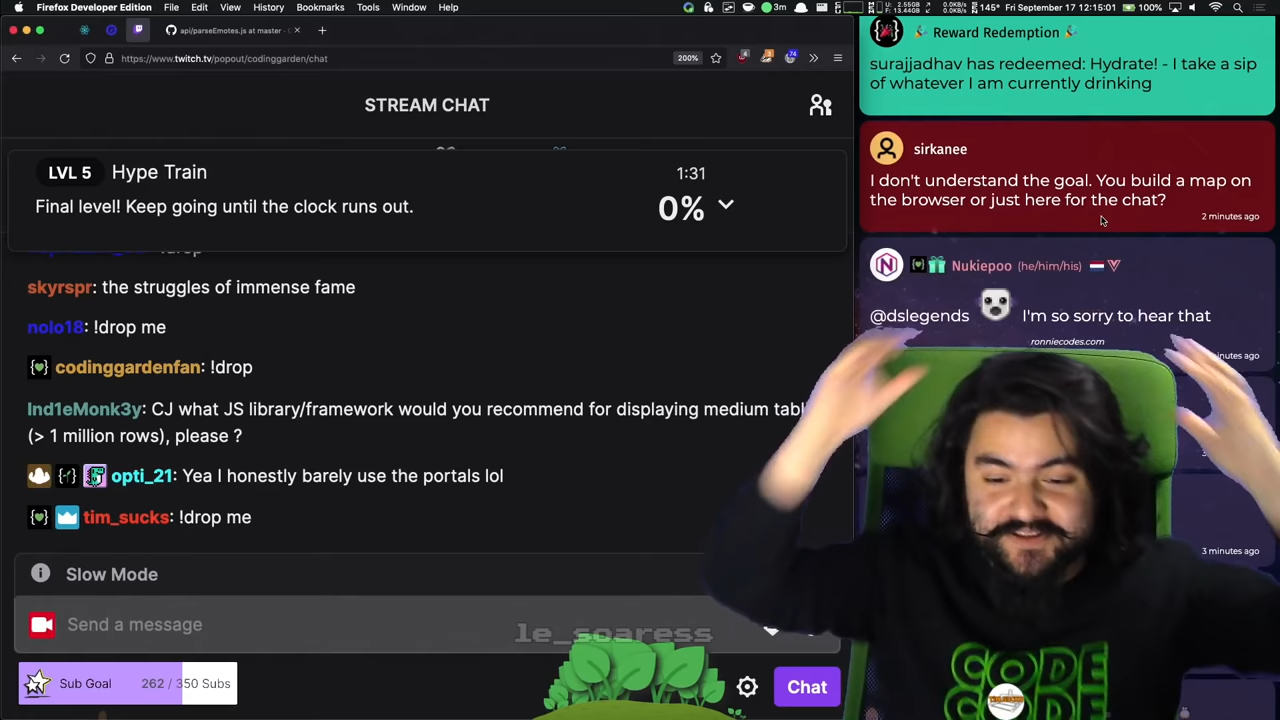 Firefox Developer Edition File Edit View History Bookmarks Tools Window Help
3m
145°
Fri September 17 12:15:01
100%
api/parseEmotes.js at master
https://www.twitch.tv/popout/codinggarden/chat
200%
STREAM CHAT
LVL 5 Hype Train
1:31
Final level! Keep going until the clock runs out.
0%
skyrspr: the struggles of immense fame
nolo18: !drop me
codinggardenfan: !drop
Ind1eMonk3y: CJ what JS library/framework would you recommend for displaying medium tabl
(> 1 million rows), please ?
opti_21: Yea I honestly barely use the portals lol
tim_sucks: !drop me
Slow Mode
Send a message
le_soaress
Sub Goal 262 / 350 Subs
Chat
Reward Redemption
surajjadhav has redeemed: Hydrate! - I take a sip
of whatever I am currently drinking
sirkanee
I don't understand the goal. You build a map on
the browser or just here for the chat?
2 minutes ago
Nukiepoo (he/him/his)
@dslegends I'm so sorry to hear that
ronniecodes.com
3 minutes ago
CODE
CODE